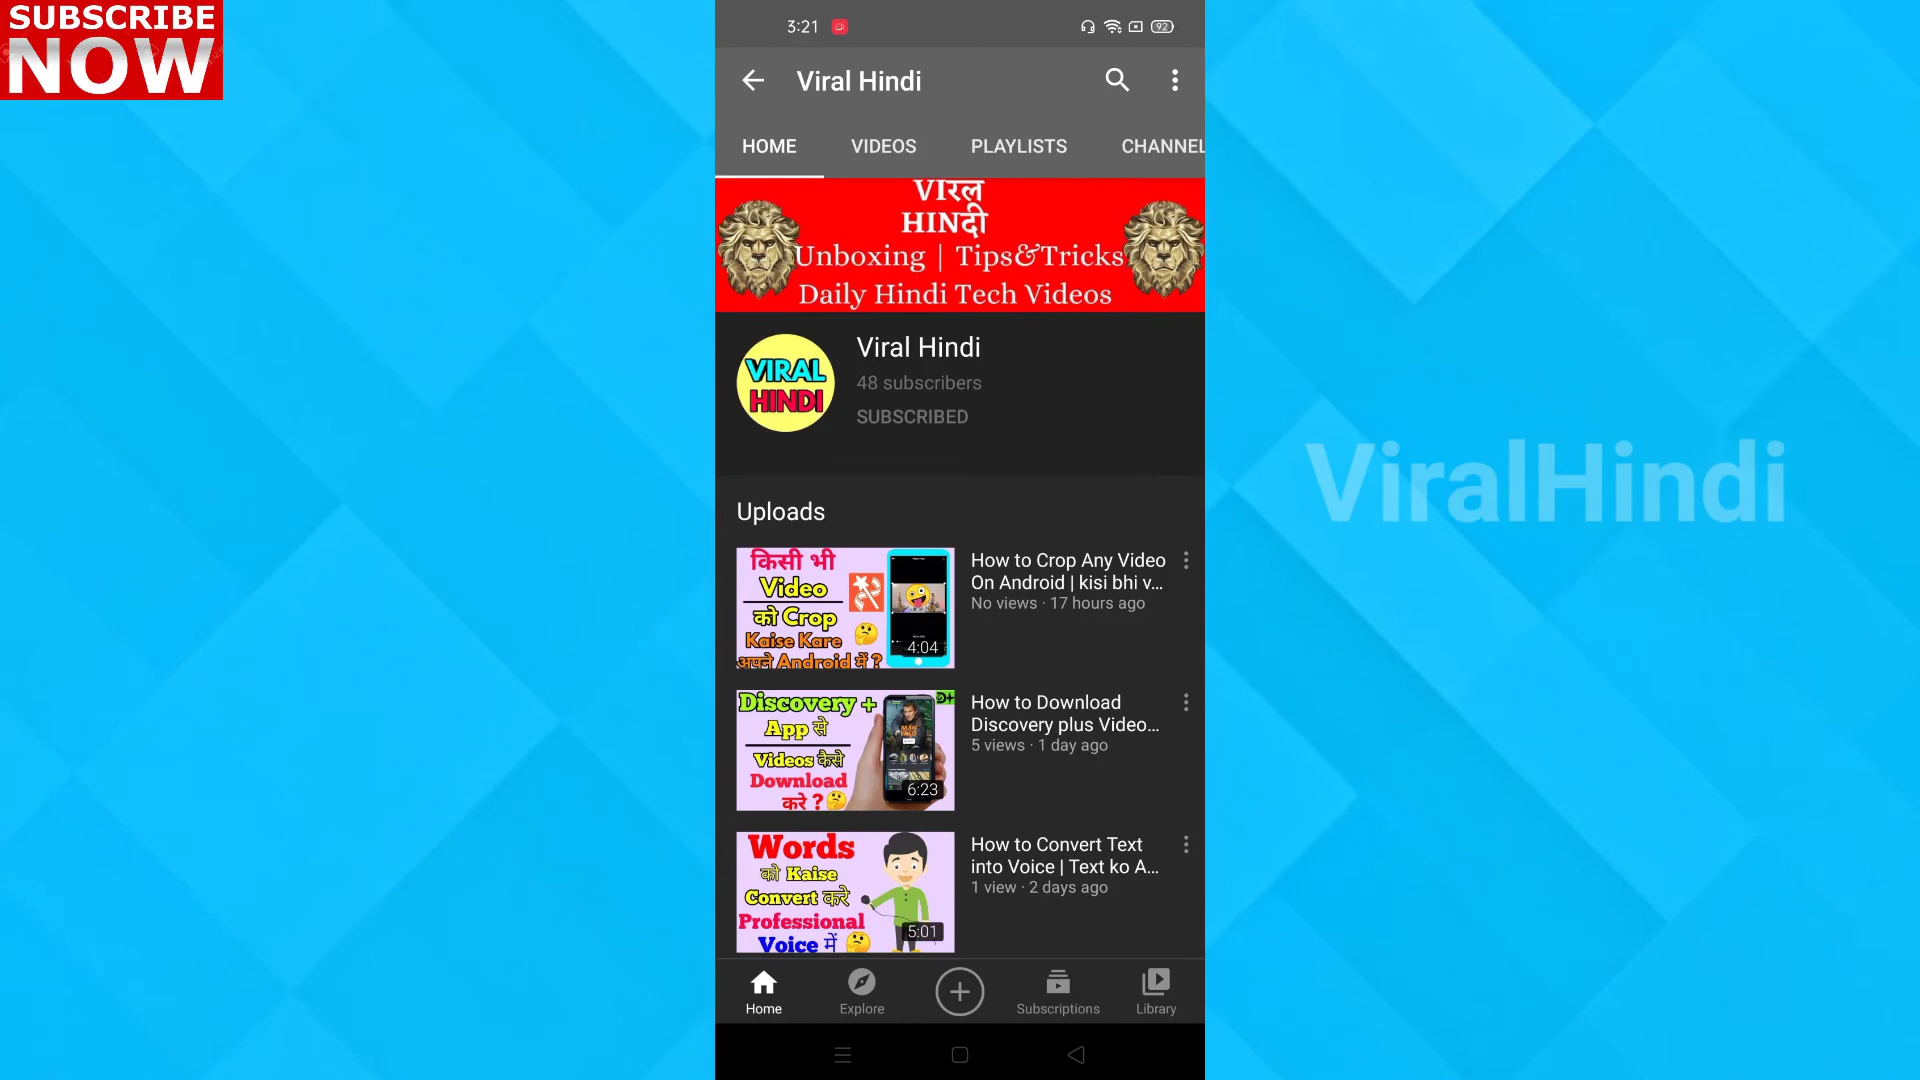 SUBSCRIBE
NOW
3:21
92
Viral Hindi
HOME VIDEOS PLAYLISTS CHANNEL
VIरल
HINदी
Unboxing | Tips&Tricks
Daily Hindi Tech Videos
VIRAL
HINDI
Viral Hindi
48 subscribers
SUBSCRIBED
ViralHindi
Uploads
किसी भी
Video
को Crop
Kaise Kare
अपने Android में ?
4:04
How to Crop Any Video
On Android | kisi bhi v...
No views · 17 hours ago
Discovery +
App से
Videos कैसे
Download
करे ?
D+
6:23
How to Download
Discovery plus Video...
5 views · 1 day ago
Words
को Kaise
Convert करे
Professional
Voice में
5:01
How to Convert Text
into Voice | Text ko A...
1 view · 2 days ago
Home Explore Subscriptions Library